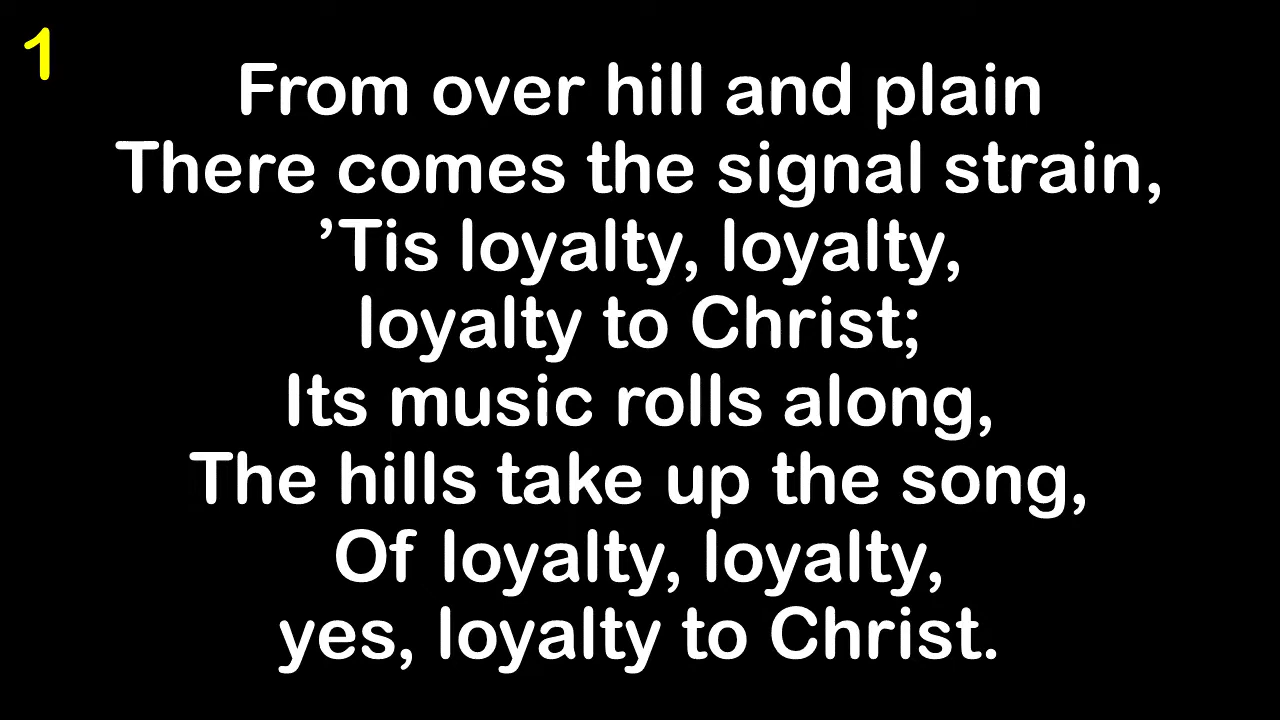 1
From over hill and plain
There comes the signal strain,
’Tis loyalty, loyalty,
loyalty to Christ;
Its music rolls along,
The hills take up the song,
Of loyalty, loyalty,
yes, loyalty to Christ.